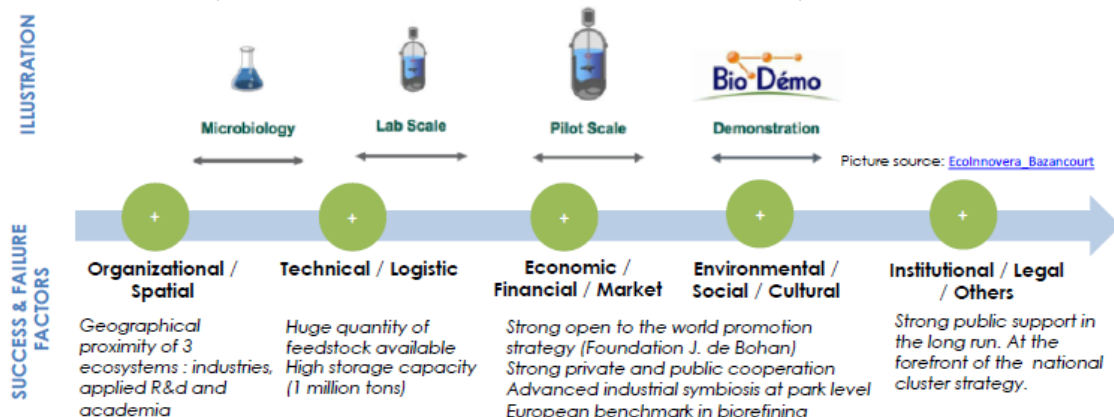 ILLUSTRATION
Microbiology
Lab Scale
Pilot Scale
Bio Démo
Demonstration
Picture source: EcoInnovera_Bazancourt
SUCCESS & FAILURE
FACTORS
+
+
+
+
+
Organizational /
Spatial
Geographical
proximity of 3
ecosystems : industries,
applied R&d and
academia
Technical / Logistic
Huge quantity of
feedstock available
High storage capacity
(1 million tons)
Economic /
Financial / Market
Environmental /
Social / Cultural
Strong open to the world promotion
strategy (Foundation J. de Bohan)
Strong private and public cooperation
Advanced industrial symbiosis at park level
European benchmark in biorefining
Institutional / Legal
/ Others
Strong public support in
the long run. At the
forefront of the national
cluster strategy.